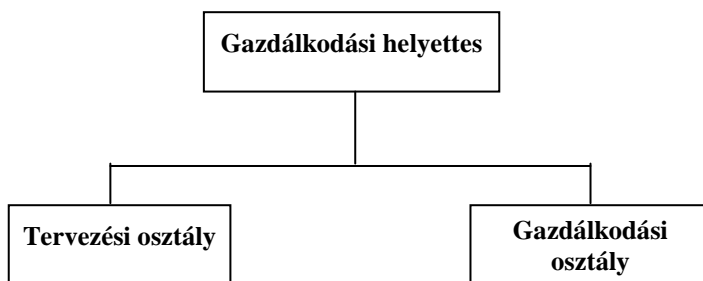 Gazdálkodási helyettes
Tervezési osztály
Gazdálkodási
osztály